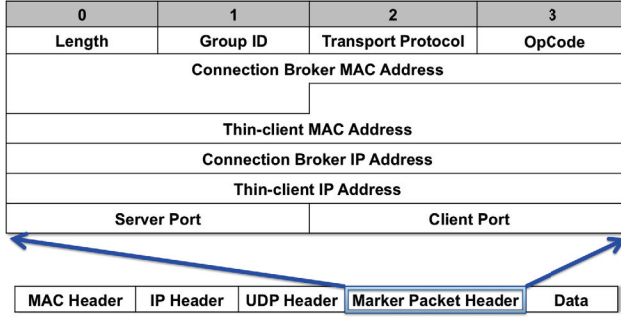 0 1 2 3
Length Group ID Transport Protocol OpCode
Connection Broker MAC Address
Thin-client MAC Address
Connection Broker IP Address
Thin-client IP Address
Server Port Client Port
MAC Header IP Header UDP Header Marker Packet Header Data